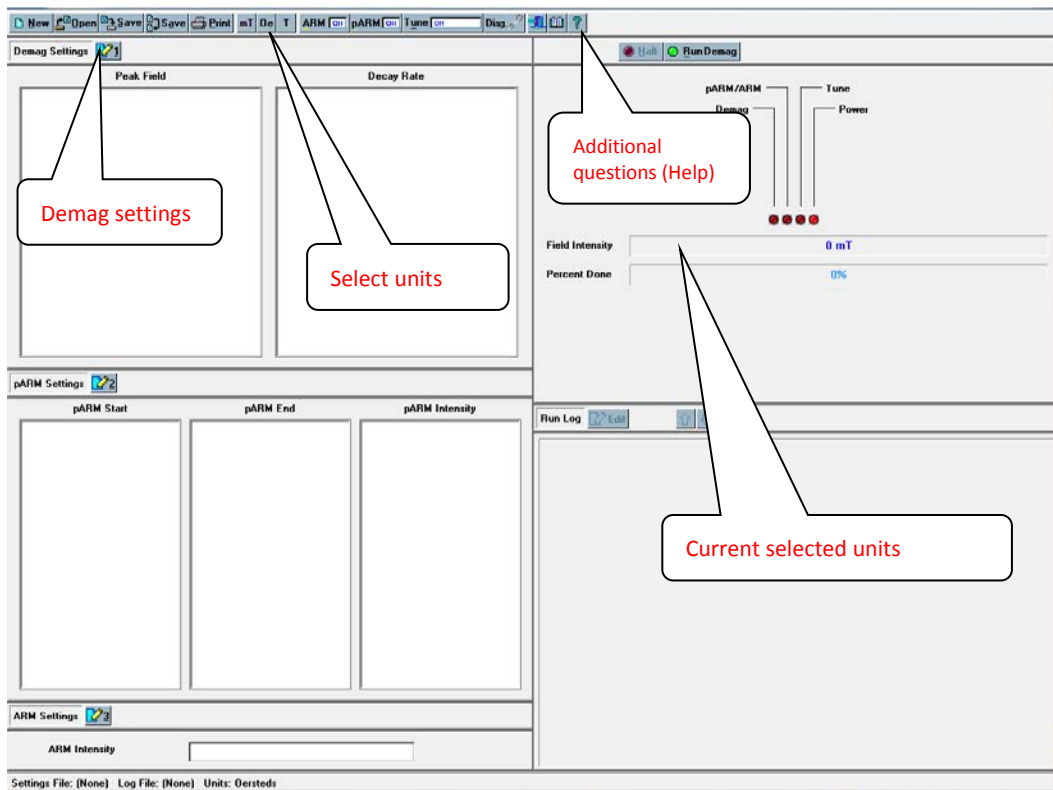 New Open Save Save Print mT Oe T ARM Off pARM Off Tune Off Diag.
Demag Settings 1
Halt Run Demag
Peak Field Decay Rate
pARM/ARM Tune
Demag Power
Additional
questions (Help)
Demag settings
Select units
Field Intensity 0 mT
Percent Done 0%
pARM Settings 2
pARM Start pARM End pARM Intensity
Run Log Edit
Current selected units
ARM Settings 3
ARM Intensity
Settings File: (None) Log File: (None) Units: Oersteds